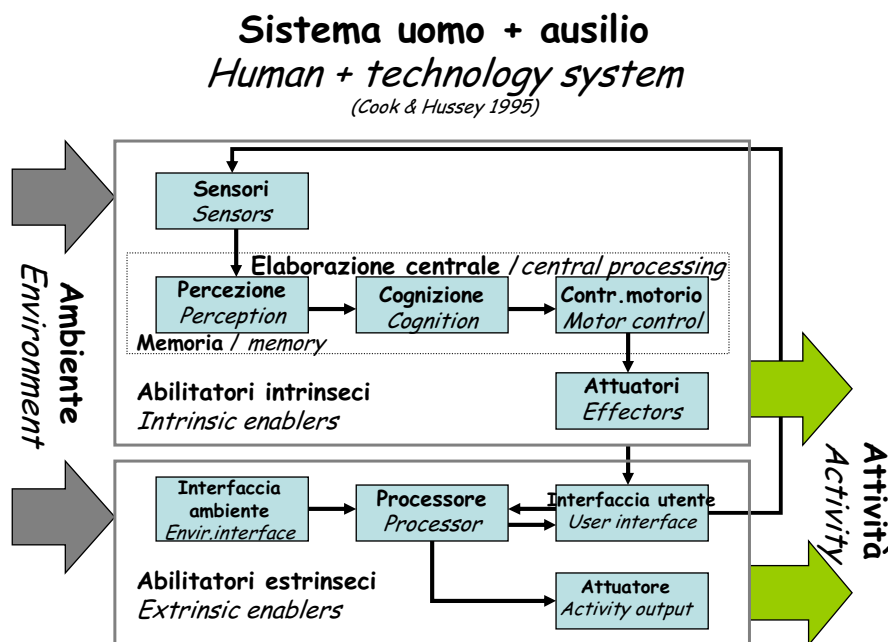 Sistema uomo + ausilio
Human + technology system
(Cook & Hussey 1995)
Ambiente
Environment
Sensori
Sensors
Elaborazione centrale / central processing
Percezione
Perception
Cognizione
Cognition
Contr.motorio
Motor control
Memoria / memory
Abilitatori intrinseci
Intrinsic enablers
Attuatori
Effectors
Attività
Activity
Interfaccia
ambiente
Envir.interface
Processore
Processor
Interfaccia utente
User interface
Abilitatori estrinseci
Extrinsic enablers
Attuatore
Activity output